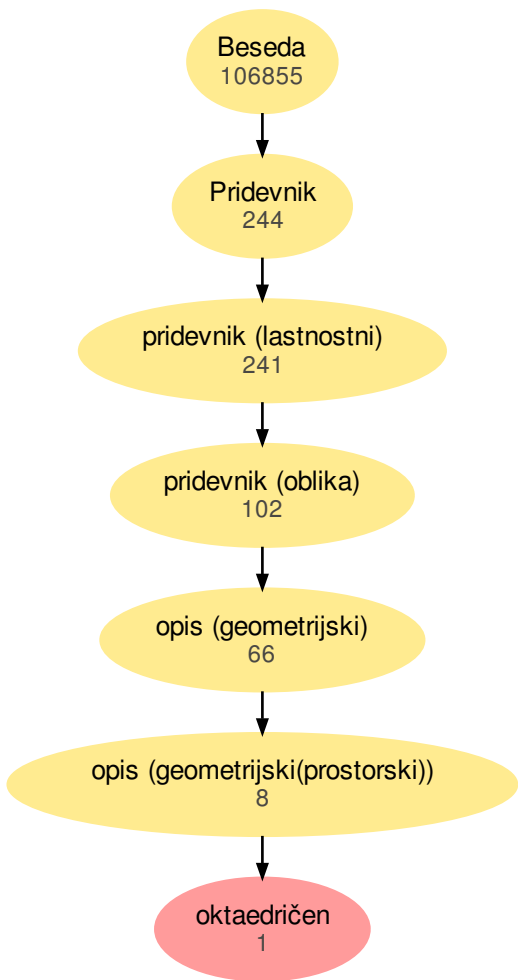 Beseda
106855
Pridevnik
244
pridevnik (lastnostni)
241
pridevnik (oblika)
102
opis (geometrijski)
66
opis (geometrijski(prostorski))
8
oktaedričen
1